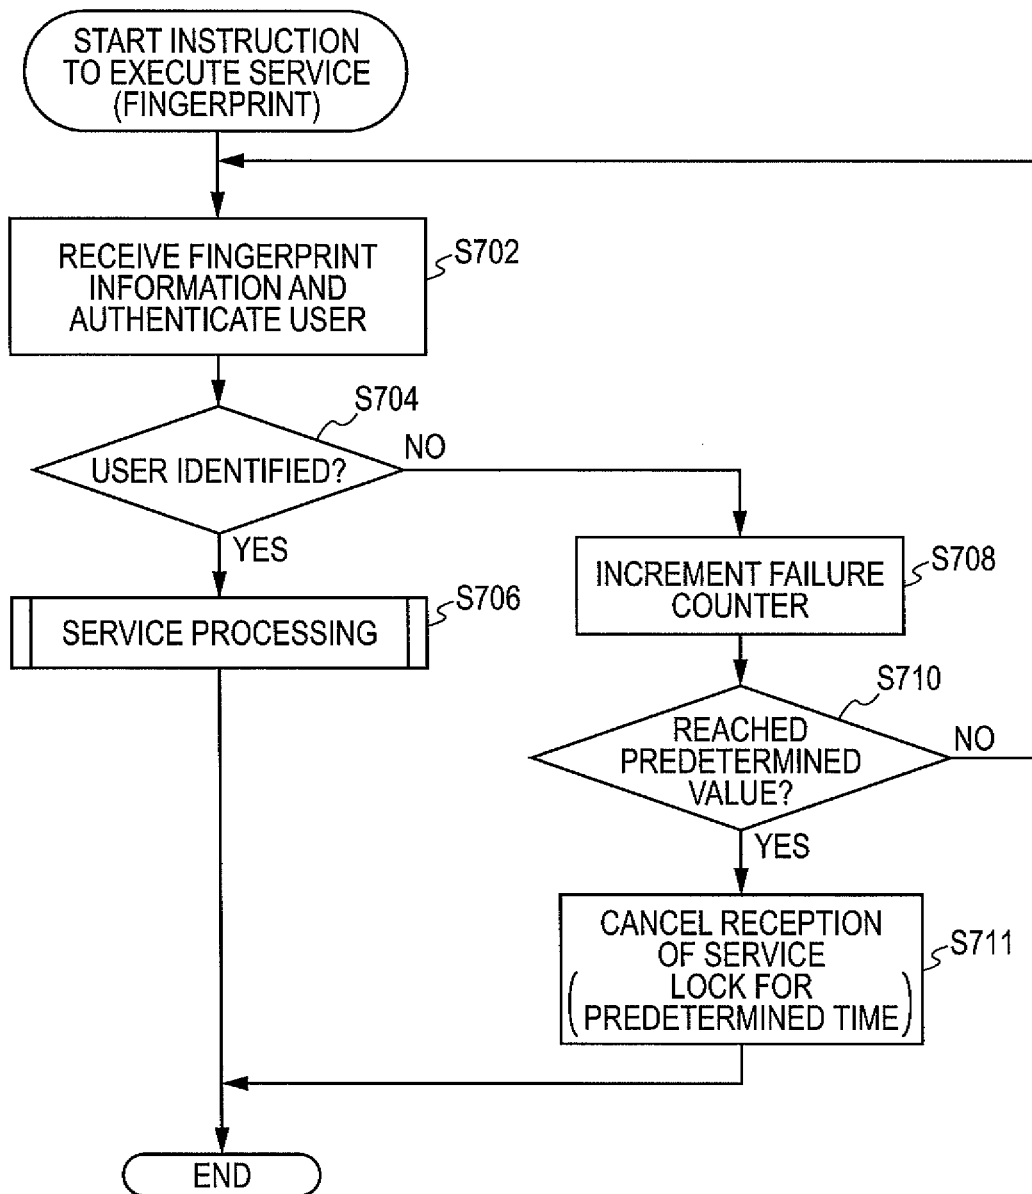 START INSTRUCTION
TO EXECUTE SERVICE
(FINGERPRINT)
RECEIVE FINGERPRINT
INFORMATION AND
AUTHENTICATE USER
S702
S704
USER IDENTIFIED?
NO
YES
SERVICE PROCESSING
S706
INCREMENT FAILURE
COUNTER
S708
S710
REACHED
PREDETERMINED
VALUE?
NO
YES
CANCEL RECEPTION
OF SERVICE
(LOCK FOR
PREDETERMINED TIME)
S711
END